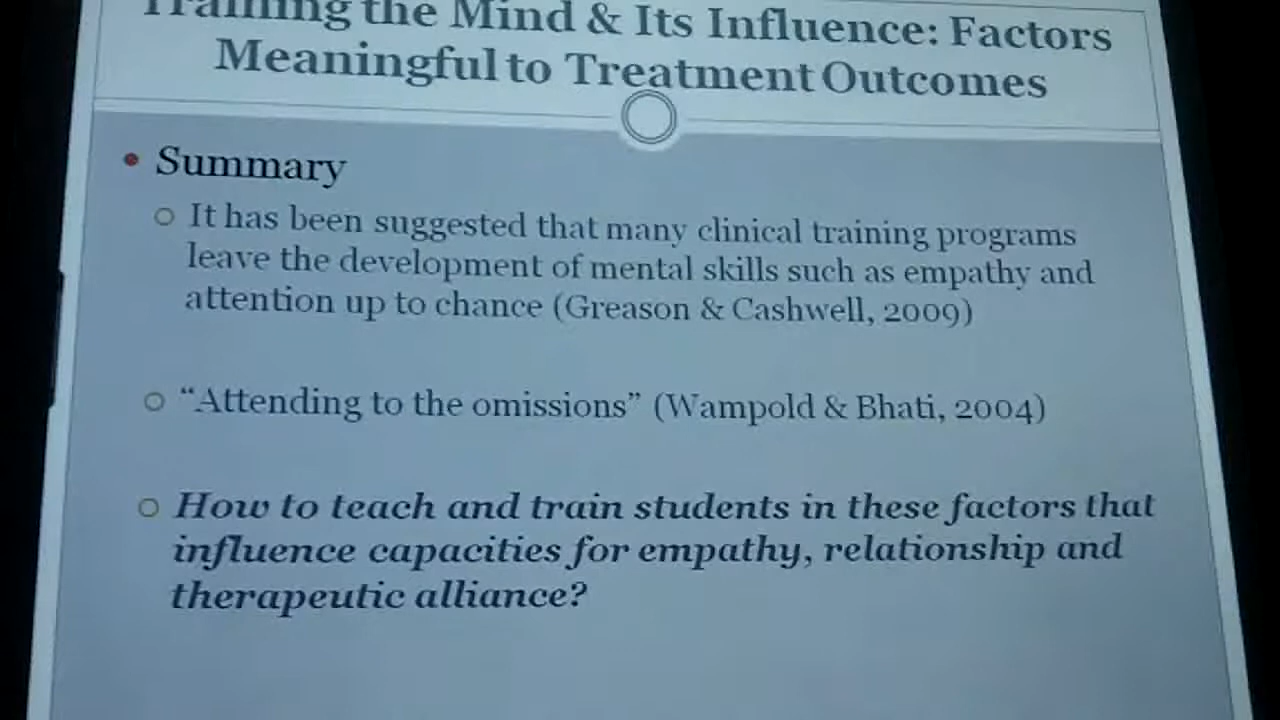 Training the Mind & Its Influence: Factors
Meaningful to Treatment Outcomes
Summary
It has been suggested that many clinical training programs
leave the development of mental skills such as empathy and
attention up to chance (Greason & Cashwell, 2009)
“Attending to the omissions” (Wampold & Bhati, 2004)
How to teach and train students in these factors that
influence capacities for empathy, relationship and
therapeutic alliance?